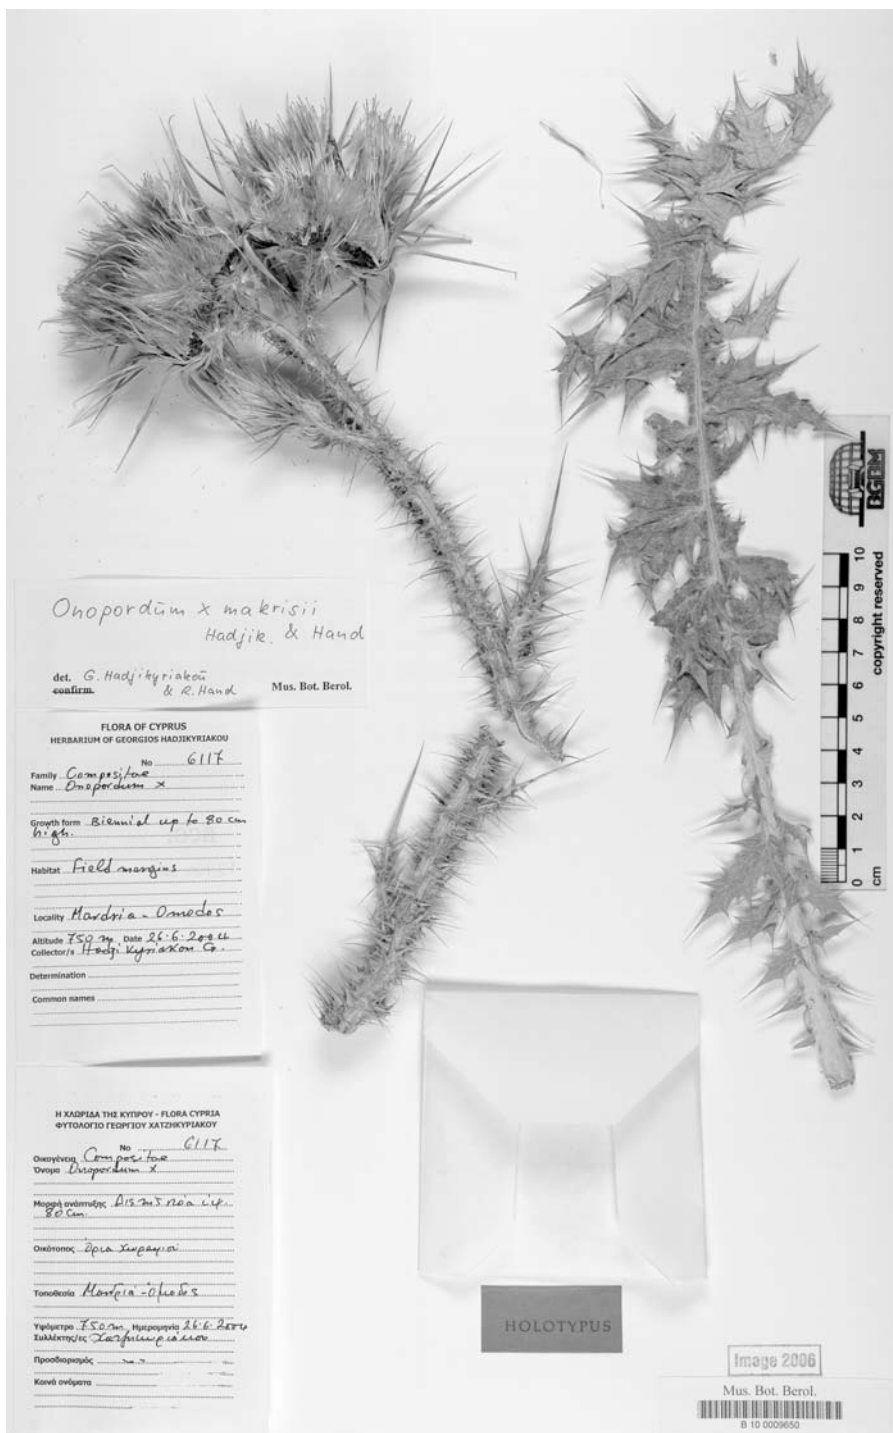 Onopordum x makrisii
Hadjik. & Hand
det. G. Hadjikyriakou
confirm. & R. Hand Mus. Bot. Berol.
FLORA OF CYPRUS
HERBARIUM OF GEORGIOS HADJIKYRIAKOU
No 6117
Family Compositae
Name Onopordum x
Growth form Biennial up to 80 cm
high.
Habitat Field margins
Locality Mandria - Omodos
Altitude 750 m Date 26.6.2004
Collector/s
Determination
Common names
Η ΧΛΩΡΙΔΑ ΤΗΣ ΚΥΠΡΟΥ - FLORA CYPRIA
ΦΥΤΟΛΟΓΙΟ ΓΕΩΡΓΙΟΥ ΧΑΤΖΗΚΥΡΙΑΚΟΥ
No 6117
Οικογένεια Compositae
Όνομα Onopordum x
Μορφή ανάπτυξης
80 cm.
Οικότοπος Όρια
Τοποθεσία Μανδριά - Όμοδος
Υψόμετρο 750 m Ημερομηνία 26.6.2004
Συλλέκτης/ες
Προσδιορισμός
Κοινά ονόματα
HOLOTYPUS
Image 2006
Mus. Bot. Berol.
B 10 0009650
BGBM
copyright reserved
10
9
8
7
6
5
4
3
2
1
0
cm